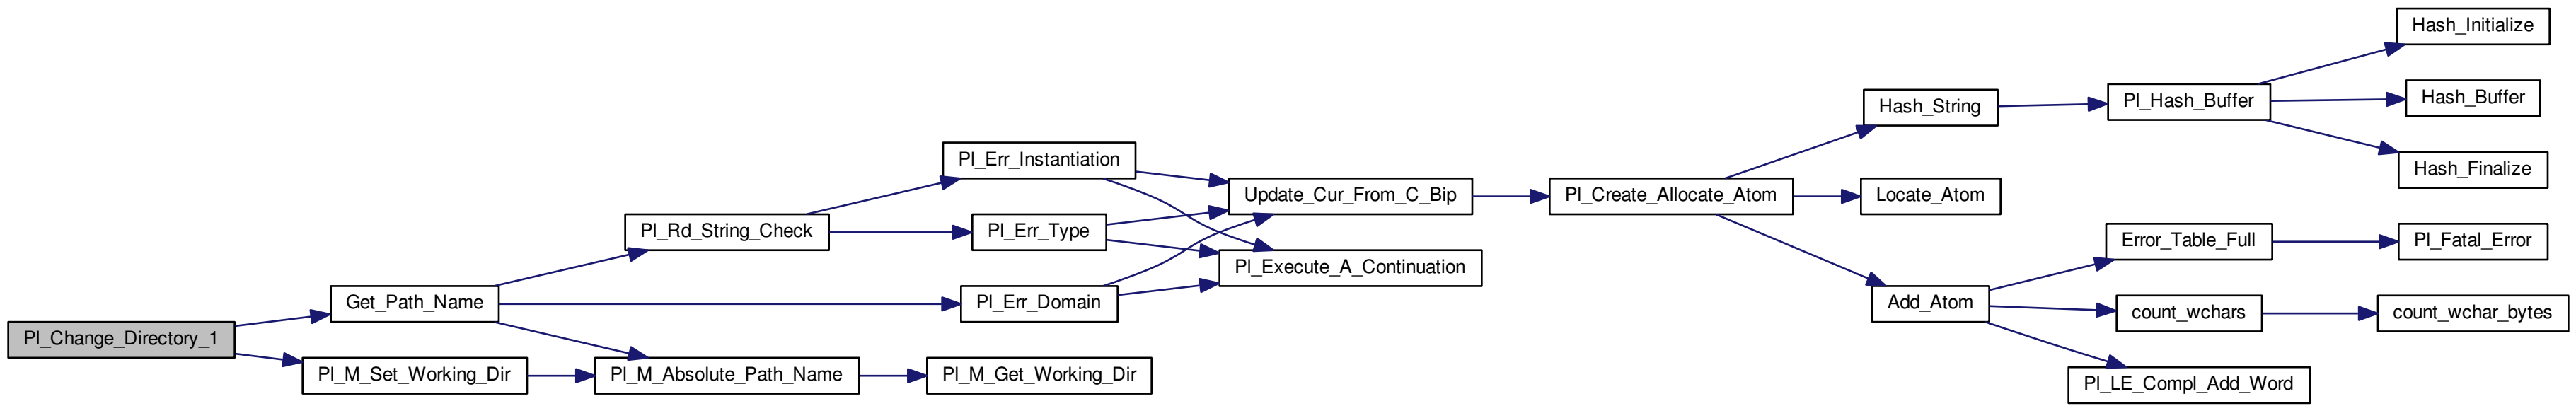 Pl_Change_Directory_1
Get_Path_Name
Pl_M_Set_Working_Dir
Pl_Rd_String_Check
Pl_M_Absolute_Path_Name
Pl_Err_Instantiation
Pl_Err_Type
Pl_Err_Domain
Pl_M_Get_Working_Dir
Update_Cur_From_C_Bip
Pl_Execute_A_Continuation
Pl_Create_Allocate_Atom
Hash_String
Locate_Atom
Add_Atom
Pl_Hash_Buffer
Error_Table_Full
count_wchars
Pl_LE_Compl_Add_Word
Hash_Initialize
Hash_Buffer
Hash_Finalize
Pl_Fatal_Error
count_wchar_bytes